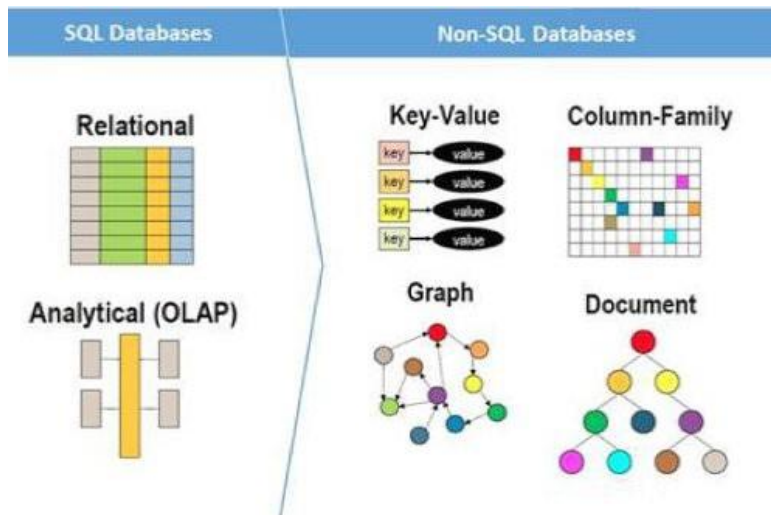 SQL Databases
Non-SQL Databases
Relational
Analytical (OLAP)
Key-Value
key
value
key
value
key
value
key
value
Column-Family
Graph
Document